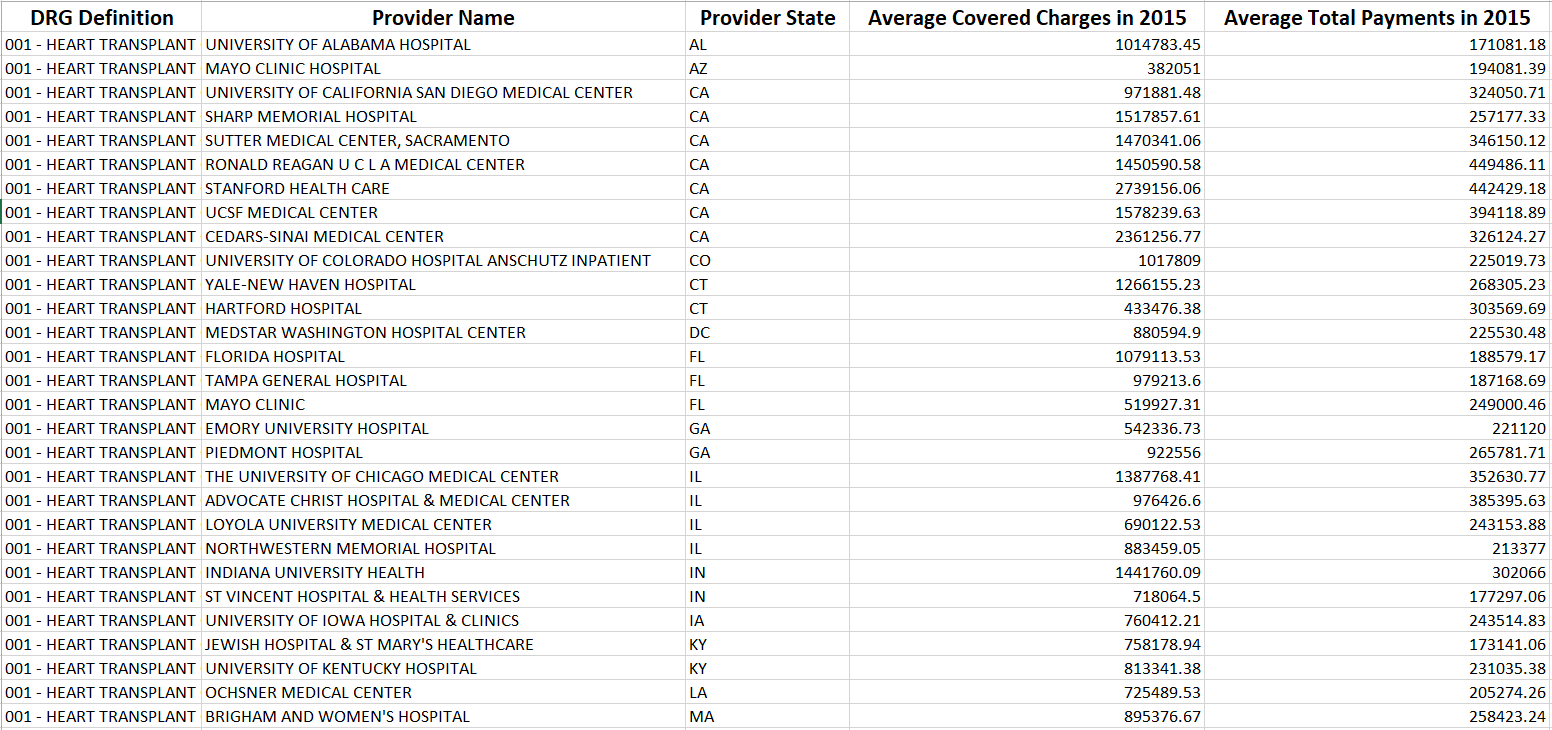 DRG Definition Provider Name Provider State Average Covered Charges in 2015 Average Total Payments in 2015
001 - HEART TRANSPLANT UNIVERSITY OF ALABAMA HOSPITAL AL 1014783.45 171081.18
001 - HEART TRANSPLANT MAYO CLINIC HOSPITAL AZ 382051 194081.39
001 - HEART TRANSPLANT UNIVERSITY OF CALIFORNIA SAN DIEGO MEDICAL CENTER CA 971881.48 324050.71
001 - HEART TRANSPLANT SHARP MEMORIAL HOSPITAL CA 1517857.61 257177.33
001 - HEART TRANSPLANT SUTTER MEDICAL CENTER, SACRAMENTO CA 1470341.06 346150.12
001 - HEART TRANSPLANT RONALD REAGAN U C L A MEDICAL CENTER CA 1450590.58 449486.11
001 - HEART TRANSPLANT STANFORD HEALTH CARE CA 2739156.06 442429.18
001 - HEART TRANSPLANT UCSF MEDICAL CENTER CA 1578239.63 394118.89
001 - HEART TRANSPLANT CEDARS-SINAI MEDICAL CENTER CA 2361256.77 326124.27
001 - HEART TRANSPLANT UNIVERSITY OF COLORADO HOSPITAL ANSCHUTZ INPATIENT CO 1017809 225019.73
001 - HEART TRANSPLANT YALE-NEW HAVEN HOSPITAL CT 1266155.23 268305.23
001 - HEART TRANSPLANT HARTFORD HOSPITAL CT 433476.38 303569.69
001 - HEART TRANSPLANT MEDSTAR WASHINGTON HOSPITAL CENTER DC 880594.9 225530.48
001 - HEART TRANSPLANT FLORIDA HOSPITAL FL 1079113.53 188579.17
001 - HEART TRANSPLANT TAMPA GENERAL HOSPITAL FL 979213.6 187168.69
001 - HEART TRANSPLANT MAYO CLINIC FL 519927.31 249000.46
001 - HEART TRANSPLANT EMORY UNIVERSITY HOSPITAL GA 542336.73 221120
001 - HEART TRANSPLANT PIEDMONT HOSPITAL GA 922556 265781.71
001 - HEART TRANSPLANT THE UNIVERSITY OF CHICAGO MEDICAL CENTER IL 1387768.41 352630.77
001 - HEART TRANSPLANT ADVOCATE CHRIST HOSPITAL & MEDICAL CENTER IL 976426.6 385395.63
001 - HEART TRANSPLANT LOYOLA UNIVERSITY MEDICAL CENTER IL 690122.53 243153.88
001 - HEART TRANSPLANT NORTHWESTERN MEMORIAL HOSPITAL IL 883459.05 213377
001 - HEART TRANSPLANT INDIANA UNIVERSITY HEALTH IN 1441760.09 302066
001 - HEART TRANSPLANT ST VINCENT HOSPITAL & HEALTH SERVICES IN 718064.5 177297.06
001 - HEART TRANSPLANT UNIVERSITY OF IOWA HOSPITAL & CLINICS IA 760412.21 243514.83
001 - HEART TRANSPLANT JEWISH HOSPITAL & ST MARY'S HEALTHCARE KY 758178.94 173141.06
001 - HEART TRANSPLANT UNIVERSITY OF KENTUCKY HOSPITAL KY 813341.38 231035.38
001 - HEART TRANSPLANT OCHSNER MEDICAL CENTER LA 725489.53 205274.26
001 - HEART TRANSPLANT BRIGHAM AND WOMEN'S HOSPITAL MA 895376.67 258423.24